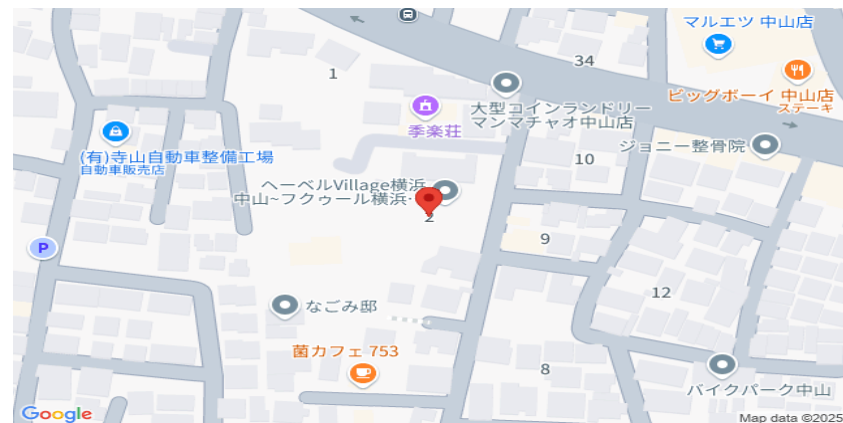 マルエツ 中山店
34
1
ビッグボーイ 中山店
ステーキ
大型コインランドリー
マンマチャオ中山店
季楽荘
ジョニー整骨院
(有)寺山自動車整備工場
自動車販売店
10
ヘーベルVillage横浜
中山~フクゥール横浜·
2
9
P
12
なごみ邸
菌カフェ 753
8
バイクパーク中山
Google
Map data ©2025